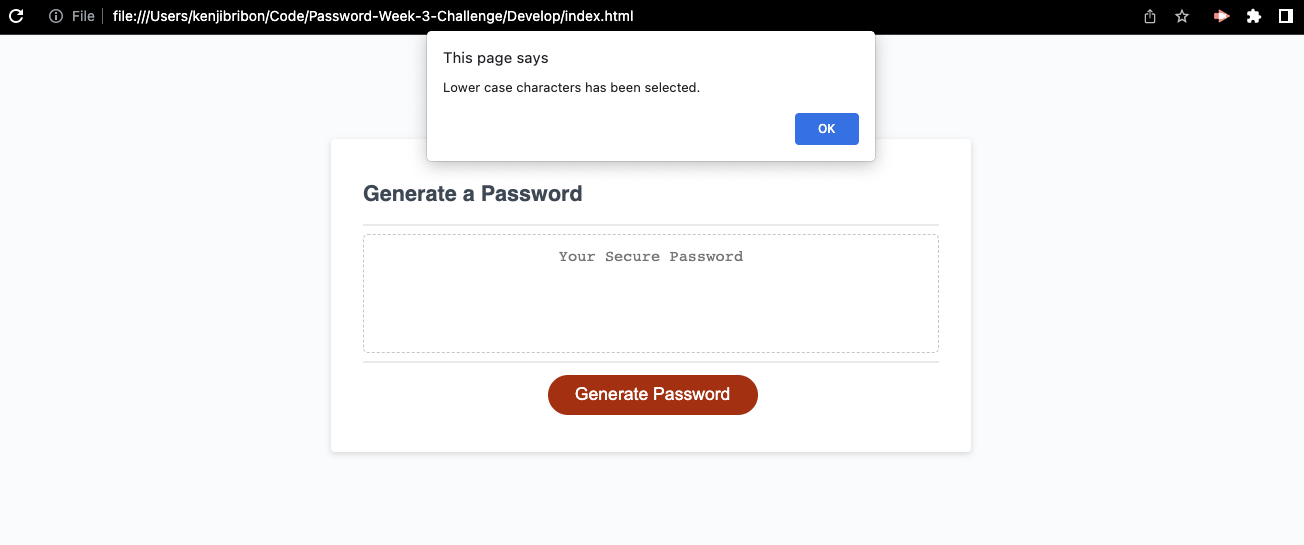 File file:///Users/kenjibribon/Code/Password-Week-3-Challenge/Develop/index.html
This page says
Lower case characters has been selected.
OK
Generate a Password
Your Secure Password
Generate Password